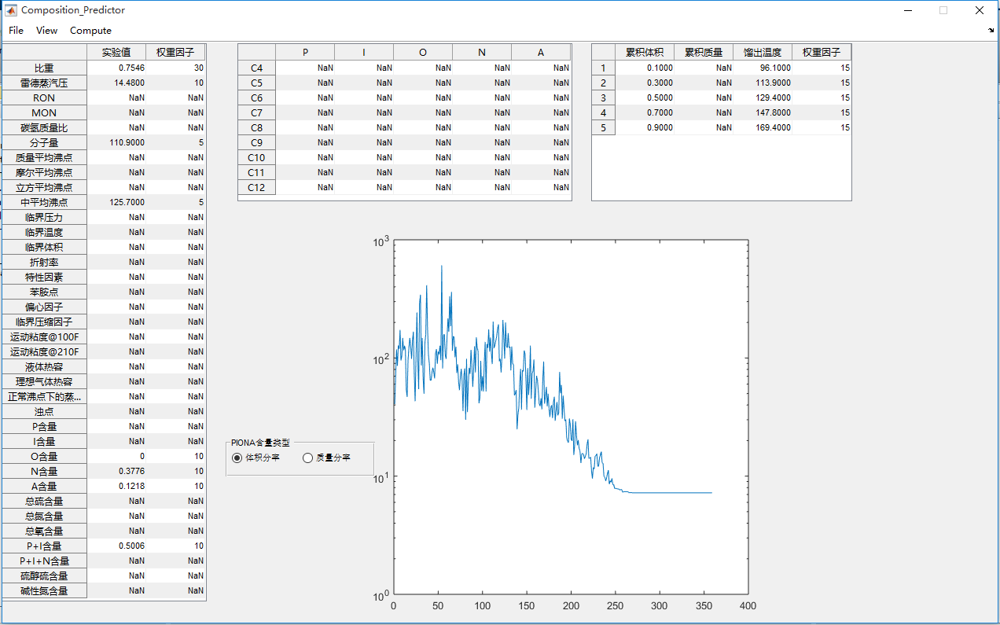 Composition_Predictor
File View Compute
实验值 权重因子
比重 0.7546 30
雷德蒸汽压 14.4800 10
RON NaN NaN
MON NaN NaN
碳氢质量比 NaN NaN
分子量 110.9000 5
质量平均沸点 NaN NaN
摩尔平均沸点 NaN NaN
立方平均沸点 NaN NaN
中平均沸点 125.7000 5
临界压力 NaN NaN
临界温度 NaN NaN
临界体积 NaN NaN
折射率 NaN NaN
特性因素 NaN NaN
苯胺点 NaN NaN
偏心因子 NaN NaN
临界压缩因子 NaN NaN
运动粘度@100F NaN NaN
运动粘度@210F NaN NaN
液体热容 NaN NaN
理想气体热容 NaN NaN
正常沸点下的蒸... NaN NaN
浊点 NaN NaN
P含量 NaN NaN
I含量 NaN NaN
O含量 0 10
N含量 0.3776 10
A含量 0.1218 10
总硫含量 NaN NaN
总氮含量 NaN NaN
总氧含量 NaN NaN
P+I含量 0.5006 10
P+I+N含量 NaN NaN
硫醇硫含量 NaN NaN
碱性氮含量 NaN NaN
P I O N A
C4 NaN NaN NaN NaN NaN
C5 NaN NaN NaN NaN NaN
C6 NaN NaN NaN NaN NaN
C7 NaN NaN NaN NaN NaN
C8 NaN NaN NaN NaN NaN
C9 NaN NaN NaN NaN NaN
C10 NaN NaN NaN NaN NaN
C11 NaN NaN NaN NaN NaN
C12 NaN NaN NaN NaN NaN
累积体积 累积质量 馏出温度 权重因子
1 0.1000 NaN 96.1000 15
2 0.3000 NaN 113.9000 15
3 0.5000 NaN 129.4000 15
4 0.7000 NaN 147.8000 15
5 0.9000 NaN 169.4000 15
PIONA含量类型
体积分率 质量分率
10^3
10^2
10^1
10^0
0 50 100 150 200 250 300 350 400